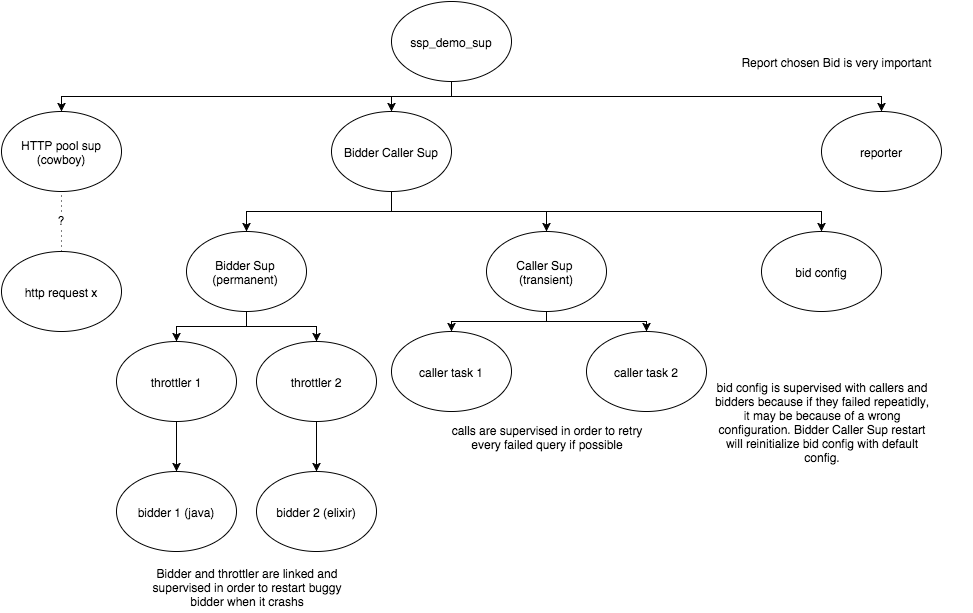 ssp_demo_sup
Report chosen Bid is very important
HTTP pool sup
(cowboy)
Bidder Caller Sup
reporter
?
http request x
Bidder Sup
(permanent)
Caller Sup
(transient)
bid config
throttler 1
throttler 2
caller task 1
caller task 2
bid config is supervised with callers and
bidders because if they failed repeatidly,
it may be because of a wrong
configuration. Bidder Caller Sup restart
will reinitialize bid config with default
config.
calls are supervised in order to retry
every failed query if possible
bidder 1 (java)
bidder 2 (elixir)
Bidder and throttler are linked and
supervised in order to restart buggy
bidder when it crashs